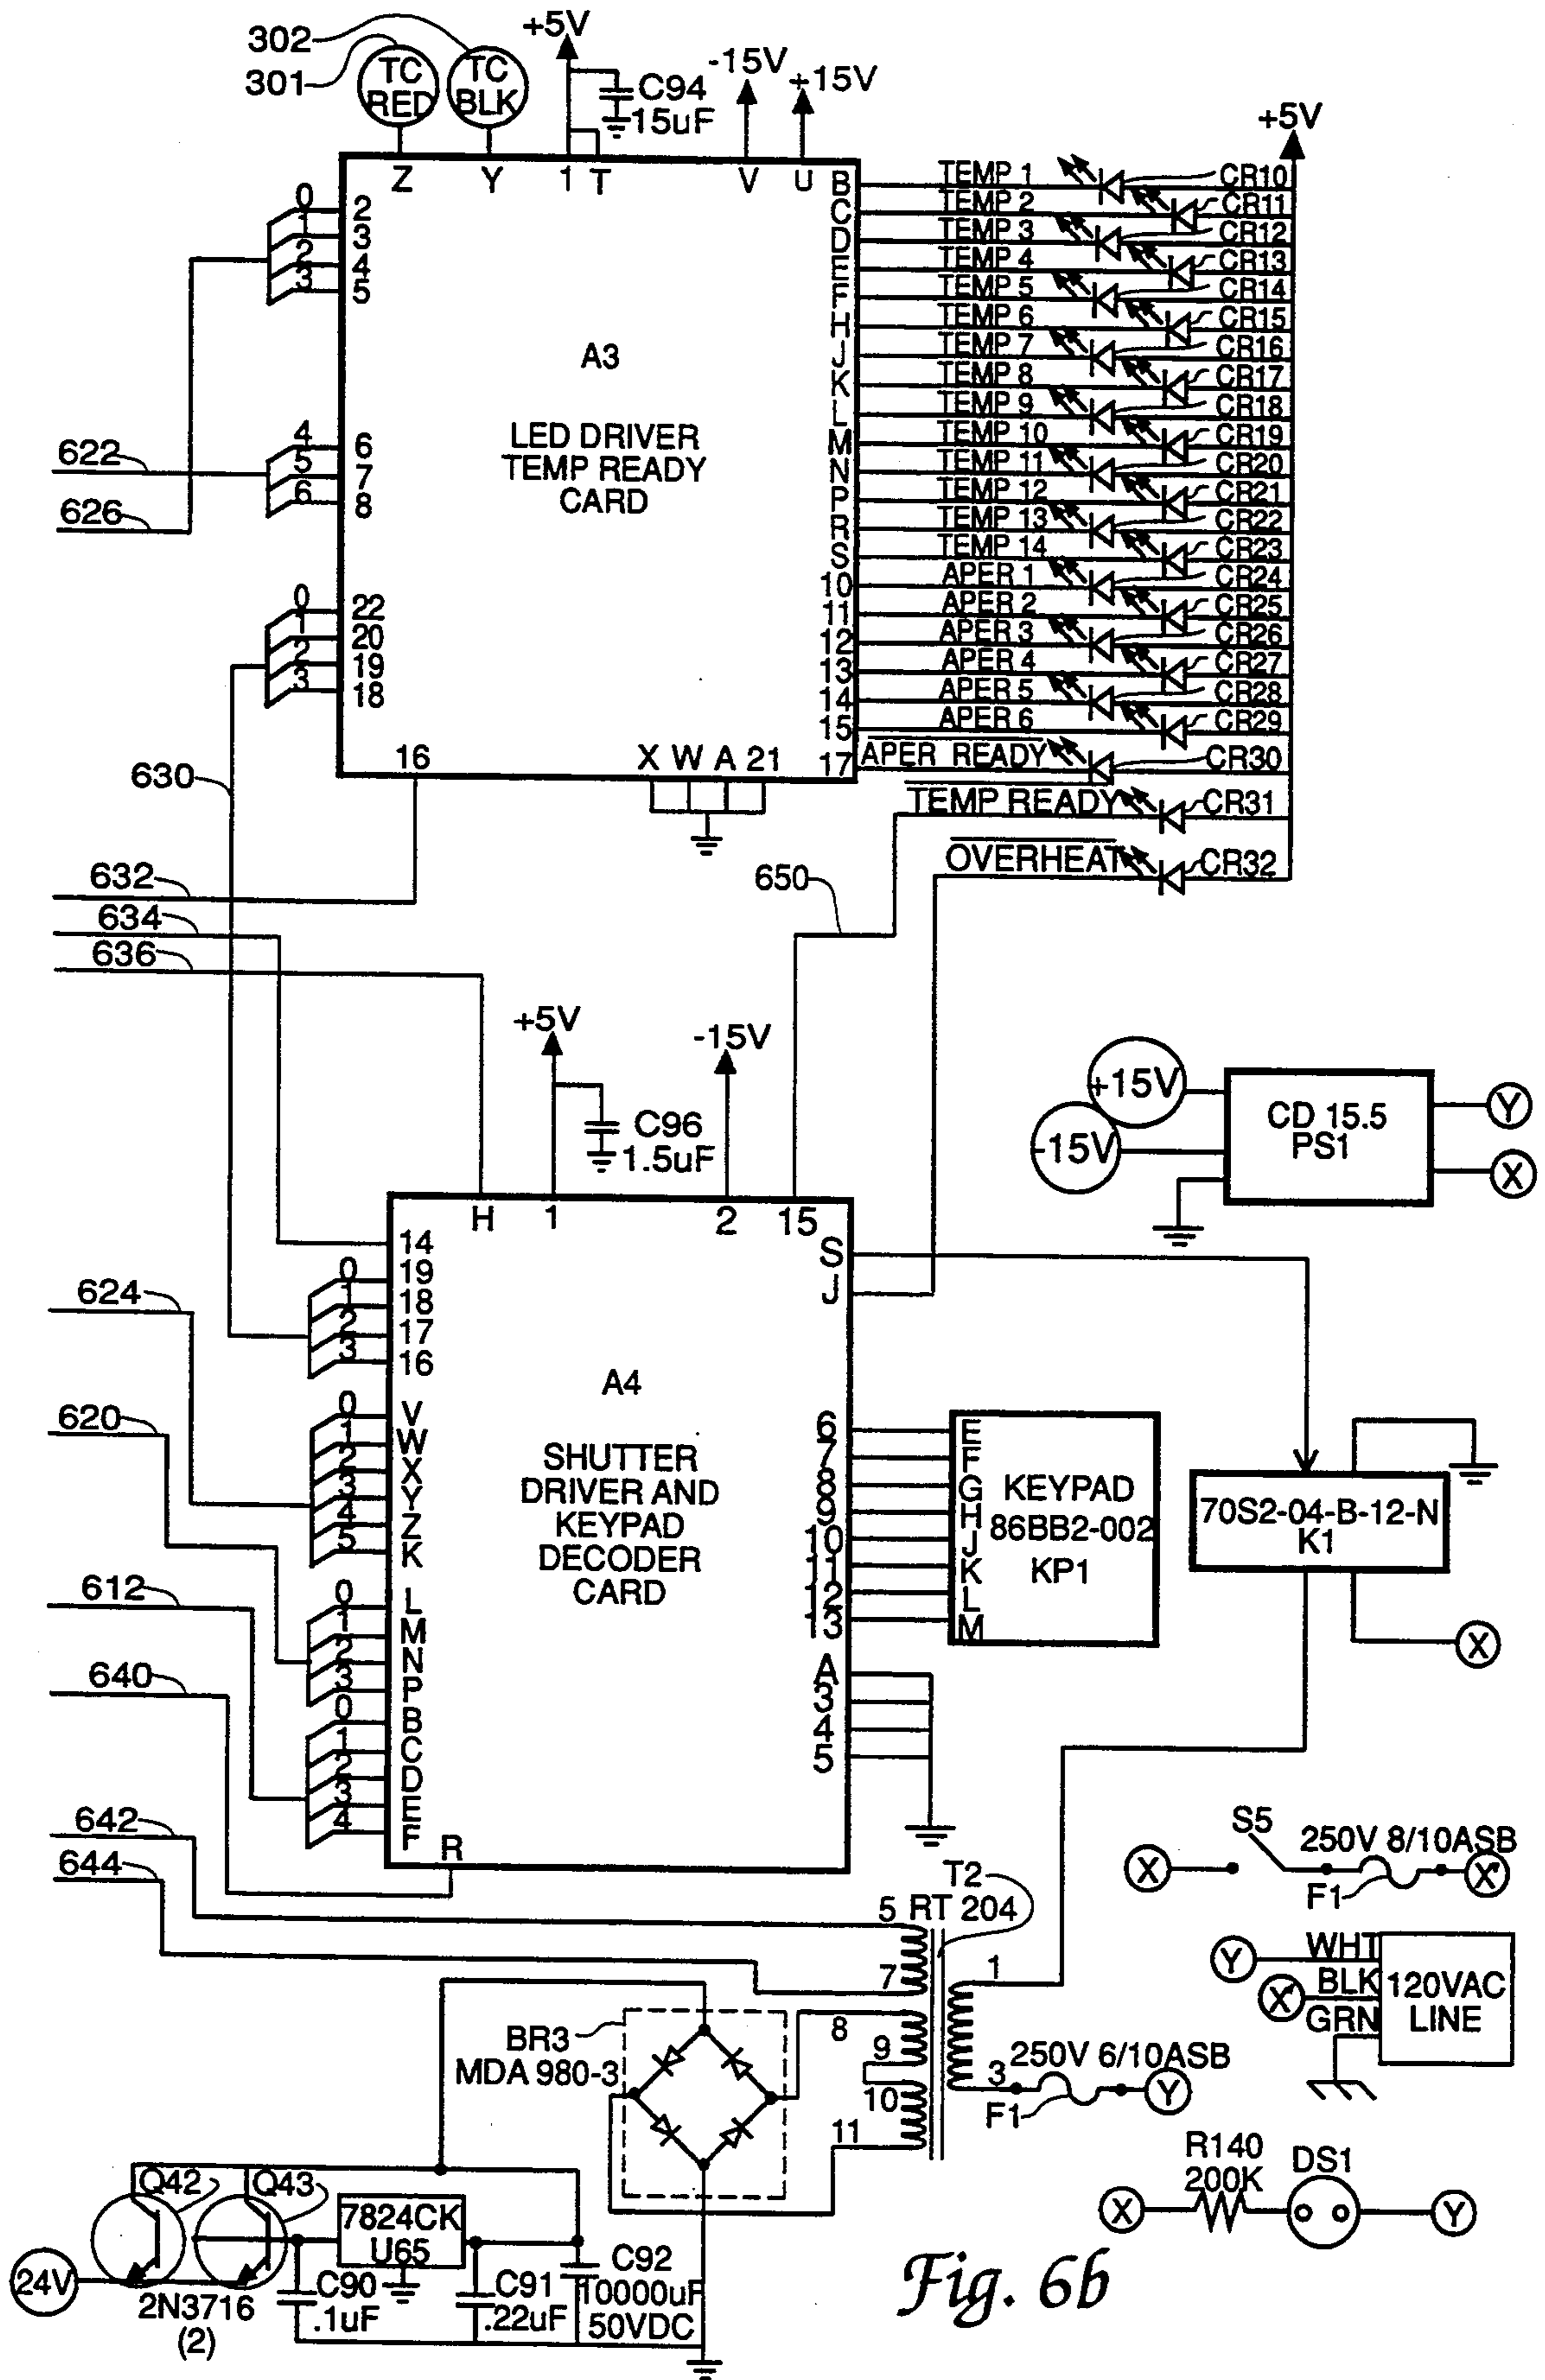 302
301
TC RED
TC BLK
+5V
C94
15uF
-15V
+15V
+5V
Z Y 1 T V U
0 2
1 3
2 4
3 5
622
4 6
5 7
6 8
626
0 22
1 20
2 19
3 18
A3
LED DRIVER
TEMP READY
CARD
B TEMP 1 CR10
C TEMP 2 CR11
D TEMP 3 CR12
E TEMP 4 CR13
F TEMP 5 CR14
H TEMP 6 CR15
J TEMP 7 CR16
K TEMP 8 CR17
L TEMP 9 CR18
M TEMP 10 CR19
N TEMP 11 CR20
P TEMP 12 CR21
R TEMP 13 CR22
S TEMP 14 CR23
10 APER 1 CR24
11 APER 2 CR25
12 APER 3 CR26
13 APER 4 CR27
14 APER 5 CR28
15 APER 6 CR29
17 APER READY CR30
TEMP READY CR31
OVERHEAT CR32
16
X W A 21
630
632
634
636
650
+5V
-15V
C96
1.5uF
+15V
-15V
CD 15.5
PS1
Y
X
H 1 2 15
S
J
14
0 19
1 18
2 17
3 16
624
0 V
1 W
2 X
3 Y
4 Z
5 K
620
0 L
1 M
2 N
3 P
612
0 B
1 C
2 D
3 E
4 F
640
R
A4
SHUTTER
DRIVER AND
KEYPAD
DECODER
CARD
6 E
7 F
8 G
9 H
10 J
11 K
12 L
13 M
KEYPAD
86BB2-002
KP1
A
3
4
5
70S2-04-B-12-N
K1
X
642
644
S5
250V 8/10ASB
X
F1
X'
T2
RT 204
5
7
8
9
10
11
1
3
250V 6/10ASB
F1
Y
Y
WHT
X'
BLK
GRN
120VAC
LINE
BR3
MDA 980-3
R140
200K
DS1
X
Y
Q42
Q43
7824CK
U65
24V
2N3716
(2)
C90
.1uF
C91
.22uF
C92
10000uF
50VDC
Fig. 6b